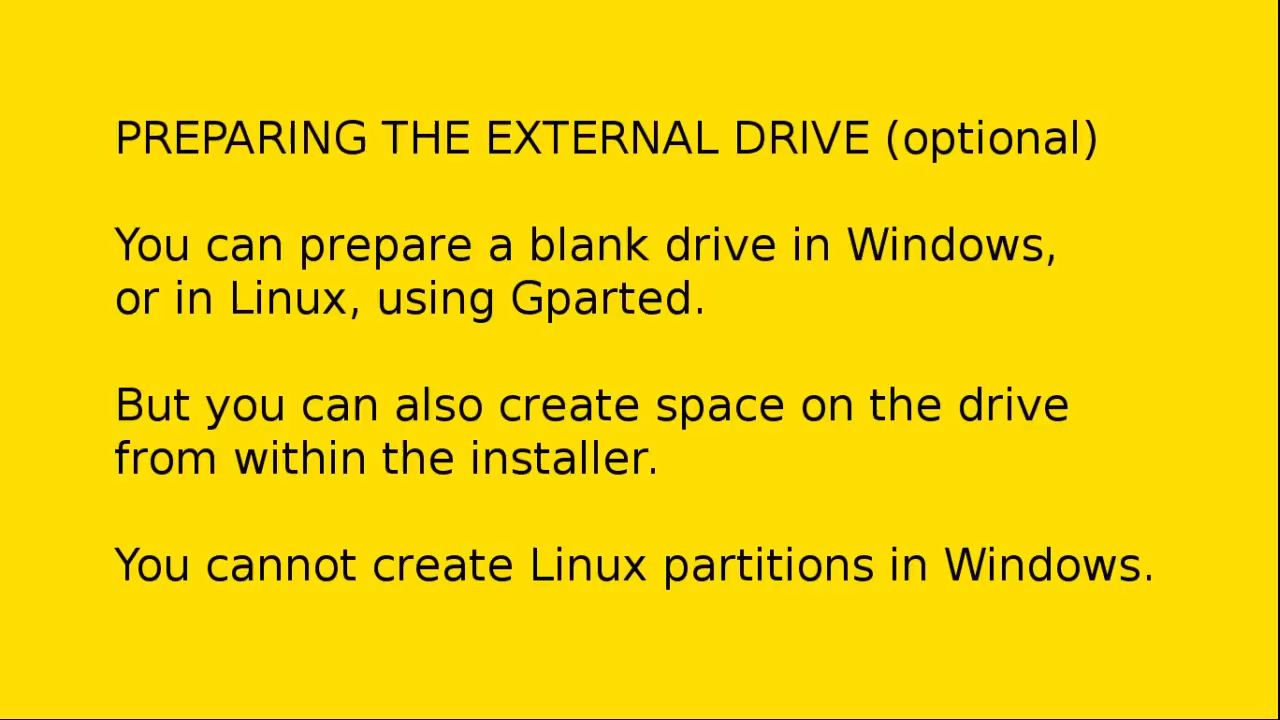 PREPARING THE EXTERNAL DRIVE (optional)
You can prepare a blank drive in Windows,
or in Linux, using Gparted.
But you can also create space on the drive
from within the installer.
You cannot create Linux partitions in Windows.